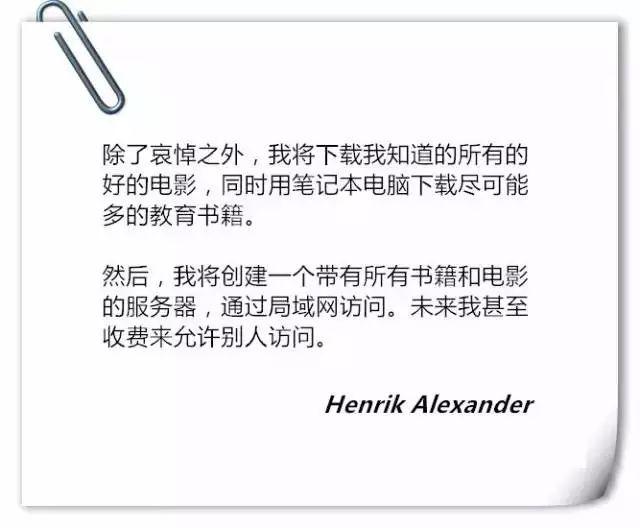 除了哀悼之外，我将下载我知道的所有的
好的电影，同时用笔记本电脑下载尽可能
多的教育书籍。
然后，我将创建一个带有所有书籍和电影
的服务器，通过局域网访问。未来我甚至
收费来允许别人访问。
Henrik Alexander